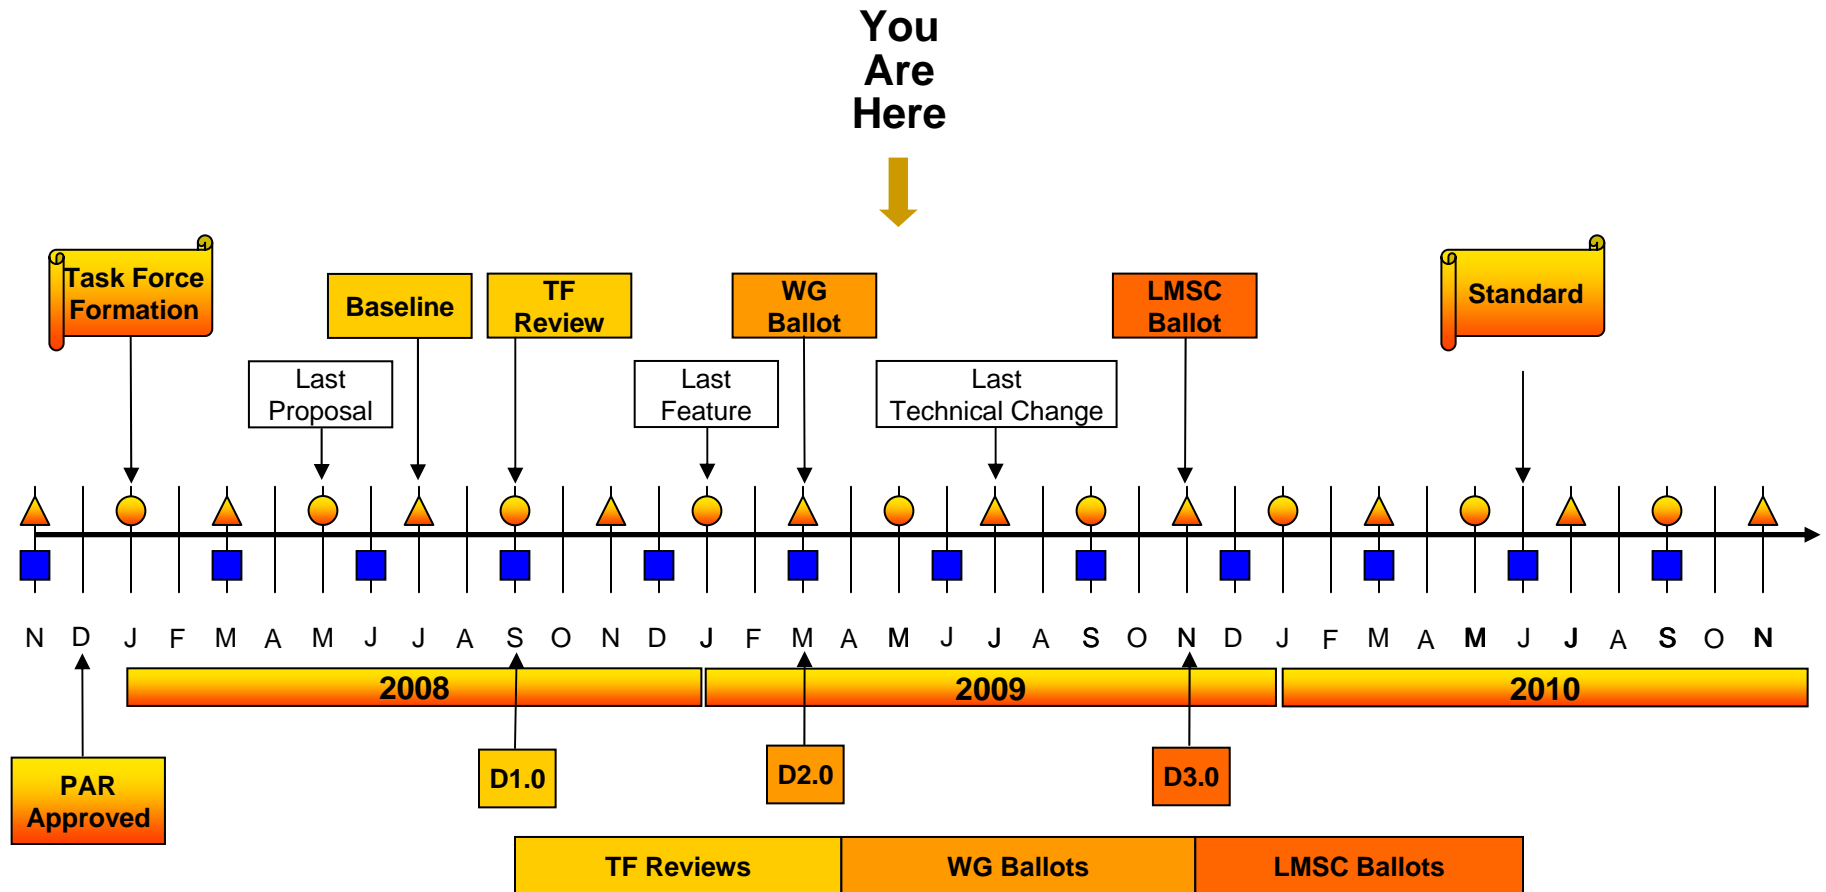 You
Are
Here
Task Force
Formation
Baseline
TF
Review
WG
Ballot
LMSC
Ballot
Standard
Last
Proposal
Last
Feature
Last
Technical Change
N D J F M A M J J A S O N D J F M A M J J A S O N D J F M A M J J A S O N
2008 2009 2010
PAR
Approved
D1.0
D2.0
D3.0
TF Reviews WG Ballots LMSC Ballots